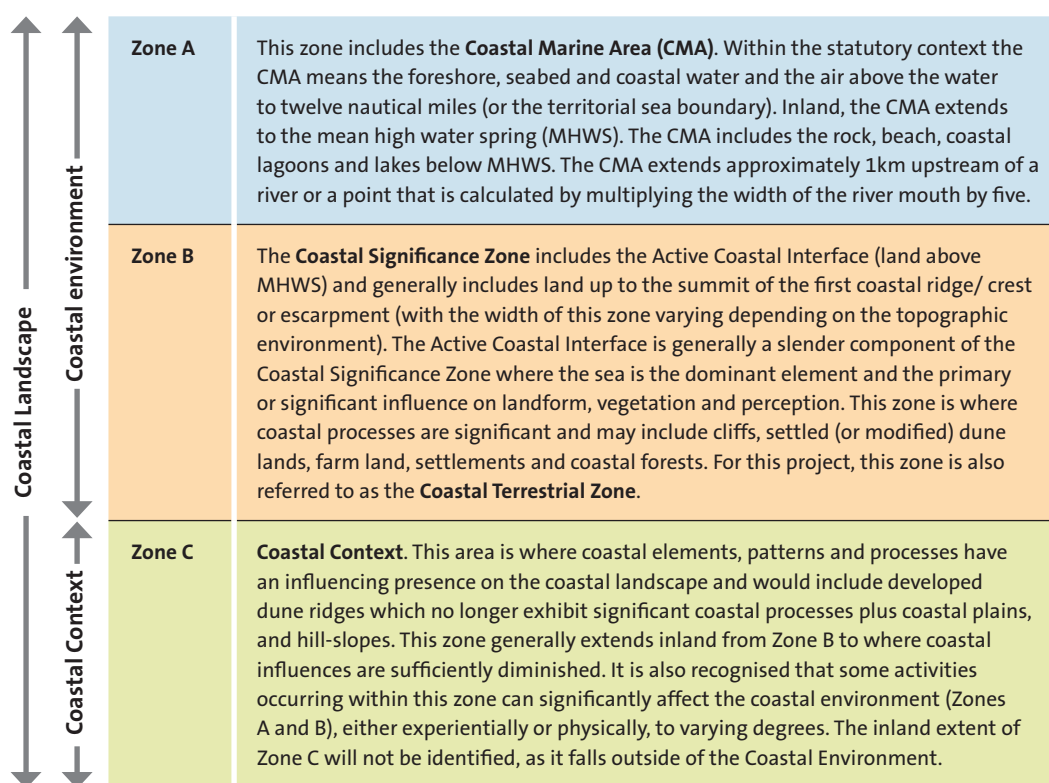 Coastal Landscape
Coastal environment
Coastal Context
Zone A
This zone includes the Coastal Marine Area (CMA). Within the statutory context the
CMA means the foreshore, seabed and coastal water and the air above the water
to twelve nautical miles (or the territorial sea boundary). Inland, the CMA extends
to the mean high water spring (MHWS). The CMA includes the rock, beach, coastal
lagoons and lakes below MHWS. The CMA extends approximately 1km upstream of a
river or a point that is calculated by multiplying the width of the river mouth by five.
Zone B
The Coastal Significance Zone includes the Active Coastal Interface (land above
MHWS) and generally includes land up to the summit of the first coastal ridge/ crest
or escarpment (with the width of this zone varying depending on the topographic
environment). The Active Coastal Interface is generally a slender component of the
Coastal Significance Zone where the sea is the dominant element and the primary
or significant influence on landform, vegetation and perception. This zone is where
coastal processes are significant and may include cliffs, settled (or modified) dune
lands, farm land, settlements and coastal forests. For this project, this zone is also
referred to as the Coastal Terrestrial Zone.
Zone C
Coastal Context. This area is where coastal elements, patterns and processes have
an influencing presence on the coastal landscape and would include developed
dune ridges which no longer exhibit significant coastal processes plus coastal plains,
and hill-slopes. This zone generally extends inland from Zone B to where coastal
influences are sufficiently diminished. It is also recognised that some activities
occurring within this zone can significantly affect the coastal environment (Zones
A and B), either experientially or physically, to varying degrees. The inland extent of
Zone C will not be identified, as it falls outside of the Coastal Environment.